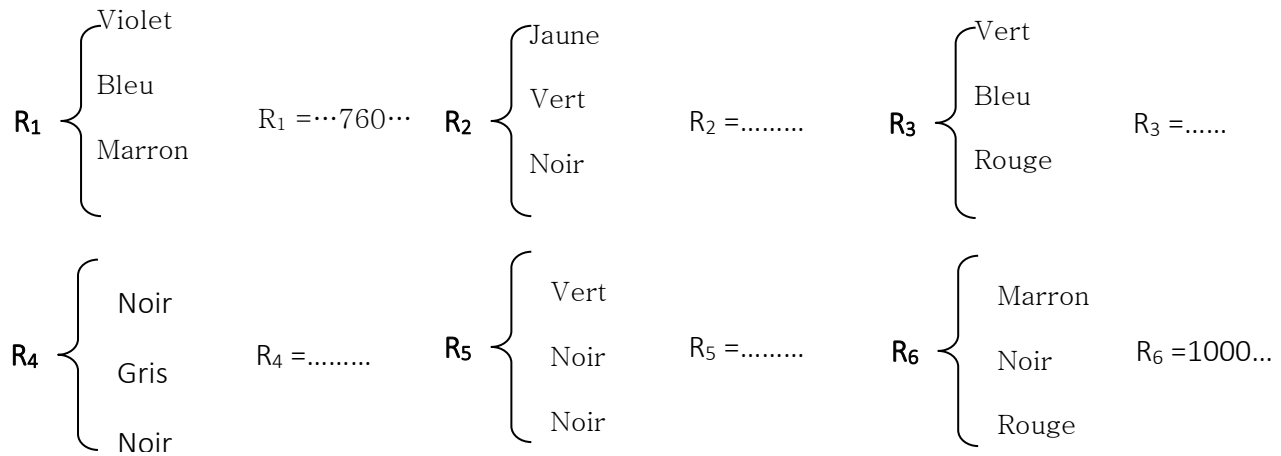 Violet
Bleu
Marron
R₁
R₁ =···760···
Jaune
Vert
Noir
R₂
R₂ =.........
Vert
Bleu
Rouge
R₃
R₃ =......
Noir
Gris
Noir
R₄
R₄ =.........
Vert
Noir
Noir
R₅
R₅ =.........
Marron
Noir
Rouge
R₆
R₆ =1000...